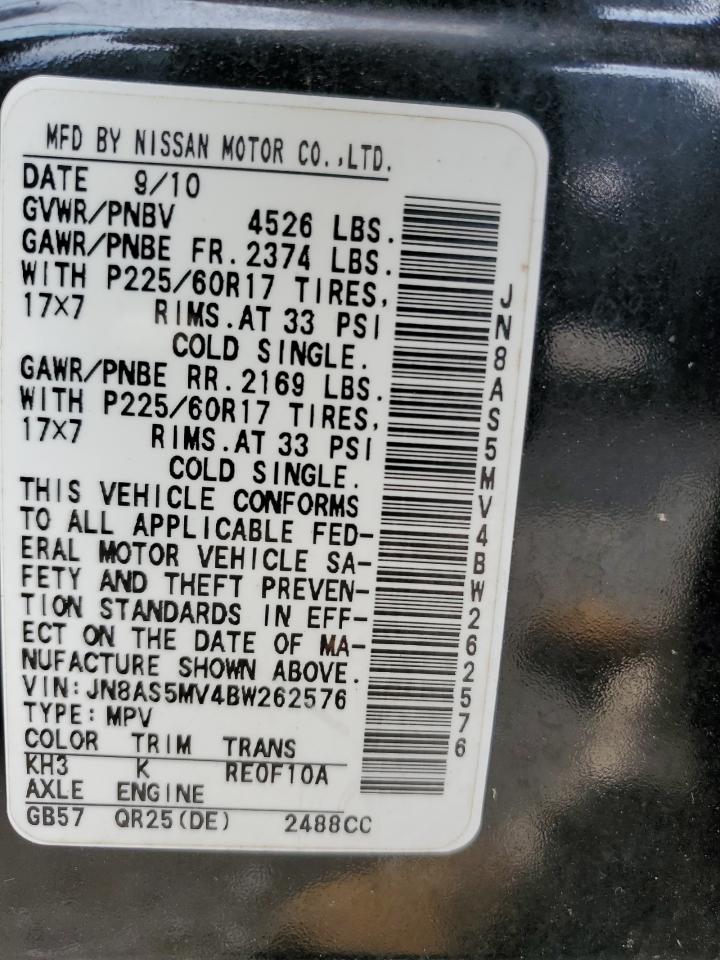 MFD BY NISSAN MOTOR CO.,LTD.
DATE 9/10
GVWR/PNBV 4526 LBS.
GAWR/PNBE FR.2374 LBS.
WITH P225/60R17 TIRES,
17X7 RIMS.AT 33 PSI
COLD SINGLE.
GAWR/PNBE RR.2169 LBS.
WITH P225/60R17 TIRES,
17X7 RIMS.AT 33 PSI
COLD SINGLE.
THIS VEHICLE CONFORMS
TO ALL APPLICABLE FED-
ERAL MOTOR VEHICLE SA-
FETY AND THEFT PREVEN-
TION STANDARDS IN EFF-
ECT ON THE DATE OF MA-
NUFACTURE SHOWN ABOVE.
VIN:JN8AS5MV4BW262576
TYPE:MPV
COLOR TRIM TRANS
KH3 K RE0F10A
AXLE ENGINE
GB57 QR25(DE) 2488CC
JN8AS5MV4BW262576